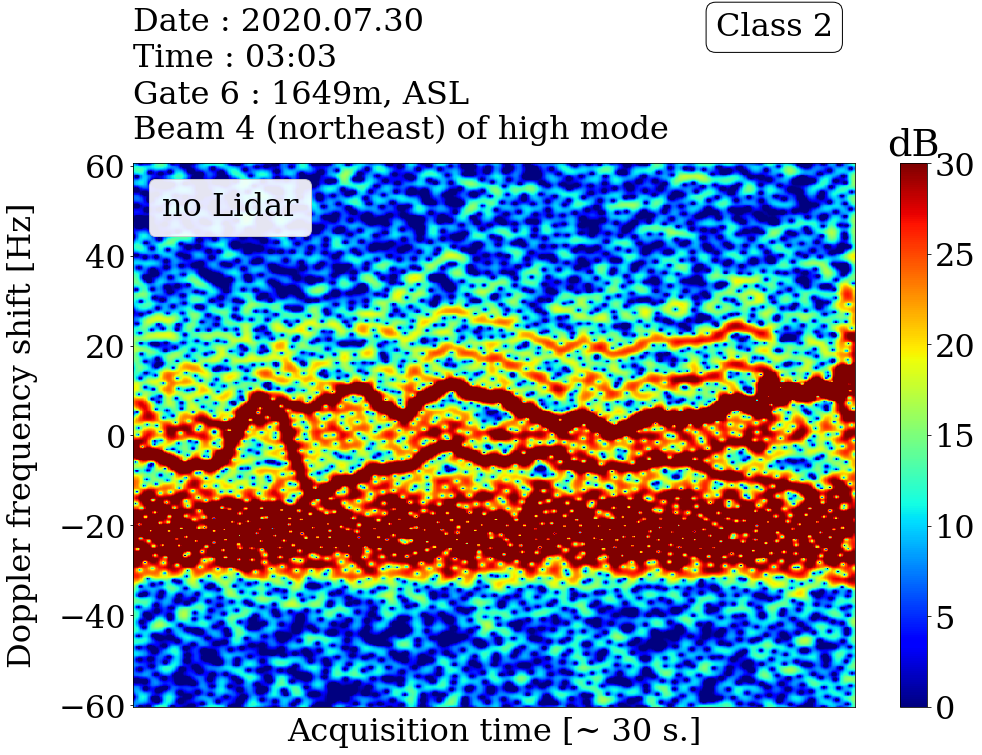 Date : 2020.07.30
Time : 03:03
Gate 6 : 1649m, ASL
Beam 4 (northeast) of high mode
Class 2
dB
no Lidar
Doppler frequency shift [Hz]
60
40
20
0
−20
−40
−60
30
25
20
15
10
5
0
Acquisition time [~ 30 s.]